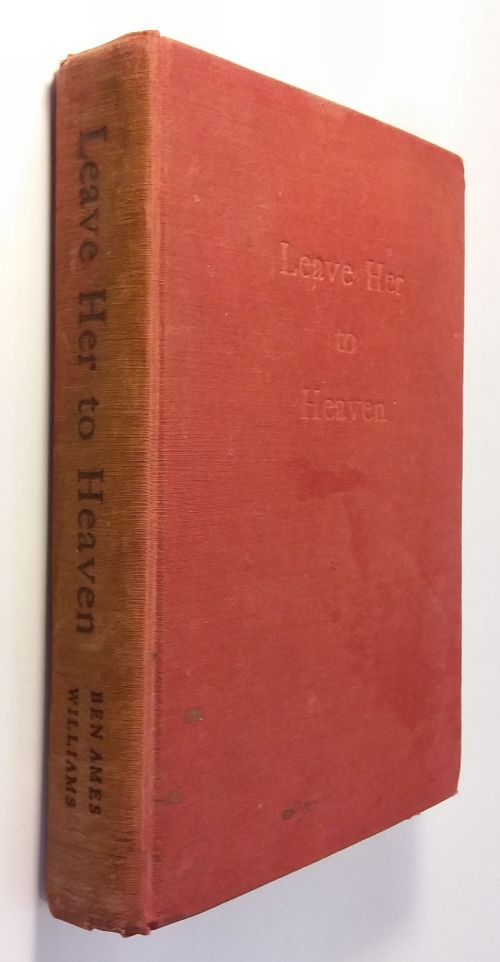 Leave Her to Heaven
BEN AMES
WILLIAMS
Leave Her
to
Heaven